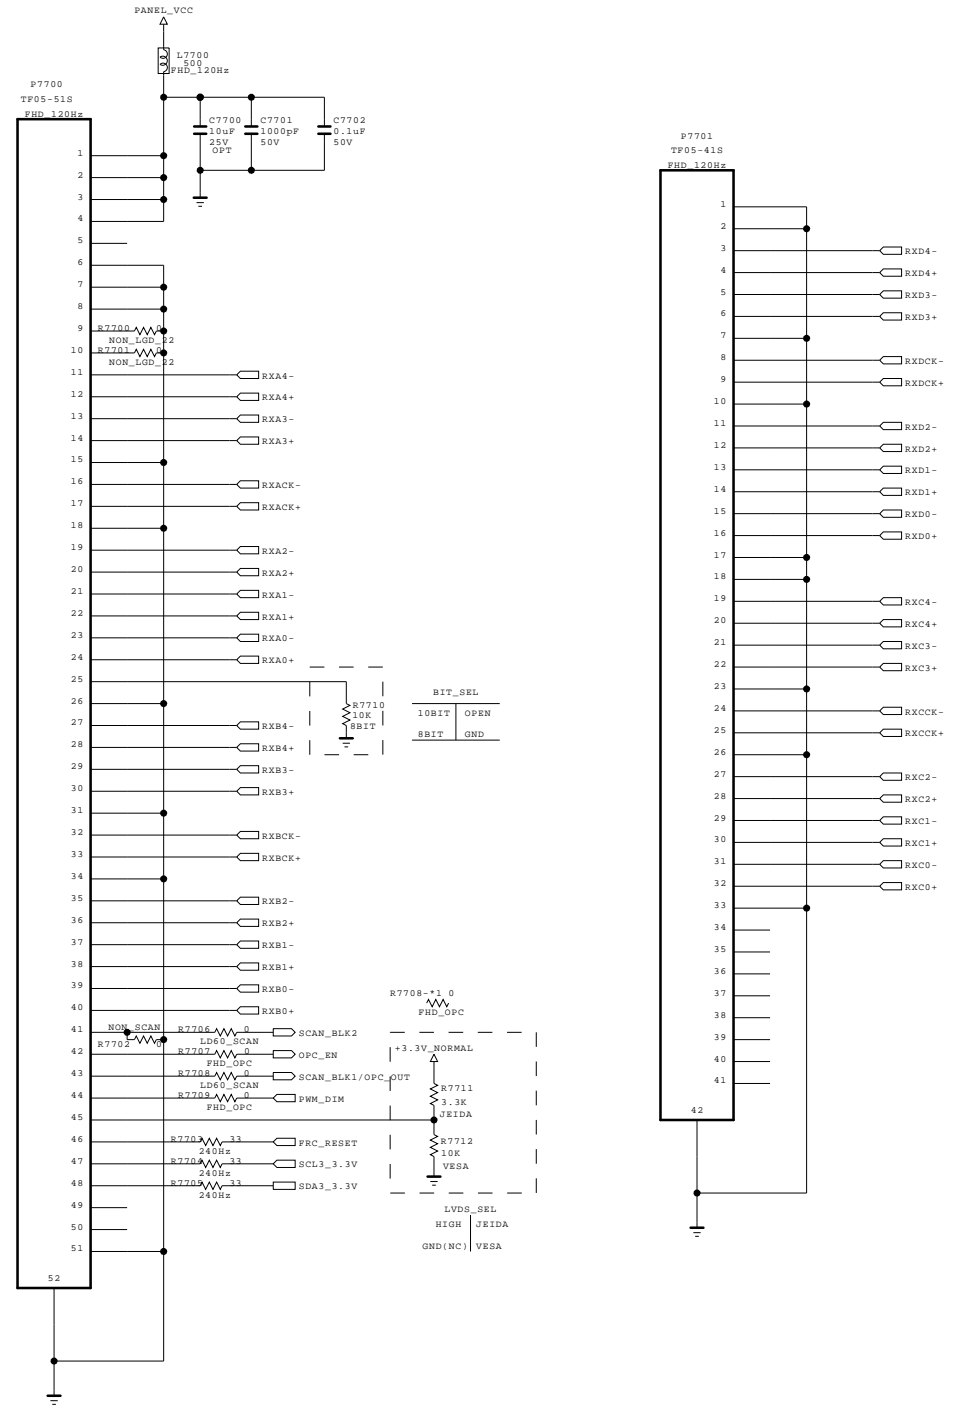 PANEL_VCC
L7700
500
FHD_120Hz
P7700
TF05-51S
FHD_120Hz
C7700
10uF
25V
OPT
C7701
1000pF
50V
C7702
0.1uF
50V
1
2
3
4
5
6
7
8
9 R7700 0
NON_LGD_22
10 R7701 0
NON_LGD_22
11 RXA4-
12 RXA4+
13 RXA3-
14 RXA3+
15
16 RXACK-
17 RXACK+
18
19 RXA2-
20 RXA2+
21 RXA1-
22 RXA1+
23 RXA0-
24 RXA0+
25
26
27 RXB4-
28 RXB4+
29 RXB3-
30 RXB3+
31
32 RXBCK-
33 RXBCK+
34
35 RXB2-
36 RXB2+
37 RXB1-
38 RXB1+
39 RXB0-
40 RXB0+
41 NON_SCAN R7706 0 SCAN_BLK2
R7702 0 LD60_SCAN
42 R7707 0 OPC_EN
FHD_OPC
43 R7708 0 SCAN_BLK1/OPC_OUT
LD60_SCAN
44 R7709 0 PWM_DIM
FHD_OPC
45
46 R7703 33 FRC_RESET
240Hz
47 R7704 33 SCL3_3.3V
240Hz
48 R7705 33 SDA3_3.3V
240Hz
49
50
51
52
R7710
10K
8BIT
BIT_SEL
10BIT OPEN
8BIT GND
R7708-*1 0
FHD_OPC
+3.3V_NORMAL
R7711
3.3K
JEIDA
R7712
10K
VESA
LVDS_SEL
HIGH JEIDA
GND(NC) VESA
P7701
TF05-41S
FHD_120Hz
1
2
3 RXD4-
4 RXD4+
5 RXD3-
6 RXD3+
7
8 RXDCK-
9 RXDCK+
10
11 RXD2-
12 RXD2+
13 RXD1-
14 RXD1+
15 RXD0-
16 RXD0+
17
18
19 RXC4-
20 RXC4+
21 RXC3-
22 RXC3+
23
24 RXCCK-
25 RXCCK+
26
27 RXC2-
28 RXC2+
29 RXC1-
30 RXC1+
31 RXC0-
32 RXC0+
33
34
35
36
37
38
39
40
41
42